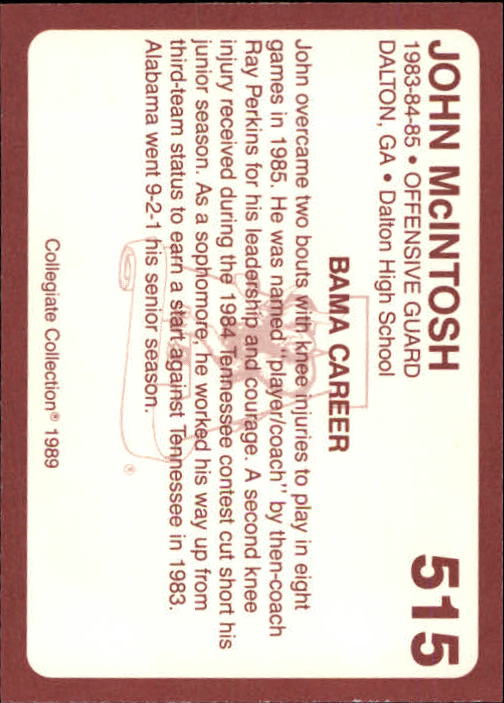 JOHN McINTOSH 515
1983-84-85 • OFFENSIVE GUARD
DALTON, GA • Dalton High School
BAMA CAREER
John overcame two bouts with knee injuries to play in eight
games in 1985. He was named "player/coach" by then-coach
Ray Perkins for his leadership and courage. A second knee
injury received during the 1984 Tennessee contest cut short his
junior season. As a sophomore, he worked his way up from
third-team status to earn a start against Tennessee in 1983.
Alabama went 9-2-1 his senior season.
Collegiate Collection® 1989
®